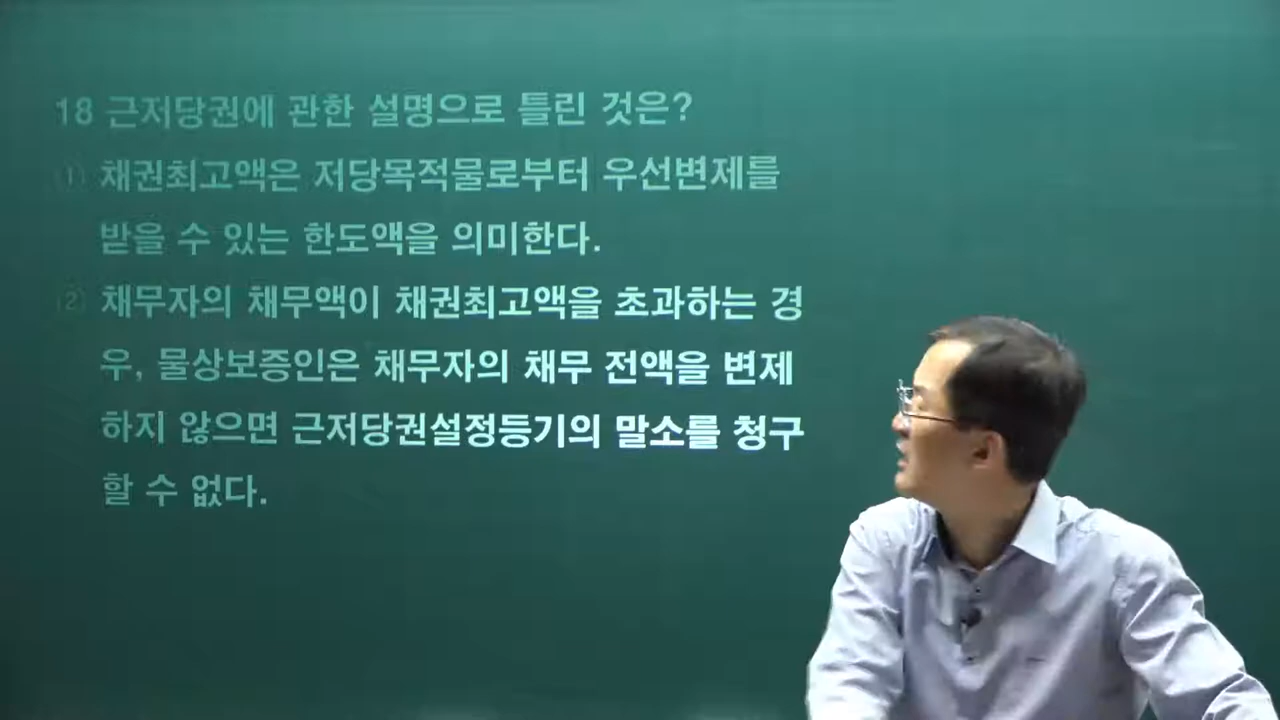 18 근저당권에 관한 설명으로 틀린 것은?
① 채권최고액은 저당목적물로부터 우선변제를
받을 수 있는 한도액을 의미한다.
② 채무자의 채무액이 채권최고액을 초과하는 경
우, 물상보증인은 채무자의 채무 전액을 변제
하지 않으면 근저당권설정등기의 말소를 청구
할 수 없다.